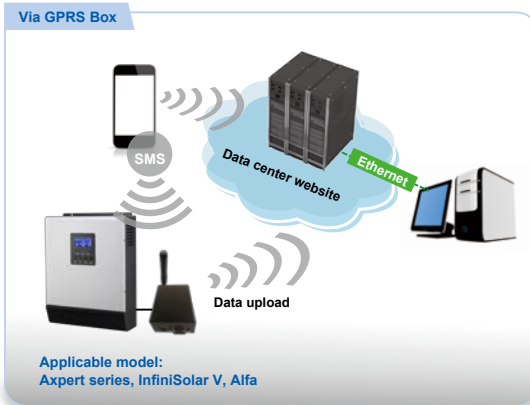 Via GPRS Box
SMS
Data center website
Ethernet
Data upload
Applicable model:
Axpert series, InfiniSolar V, Alfa